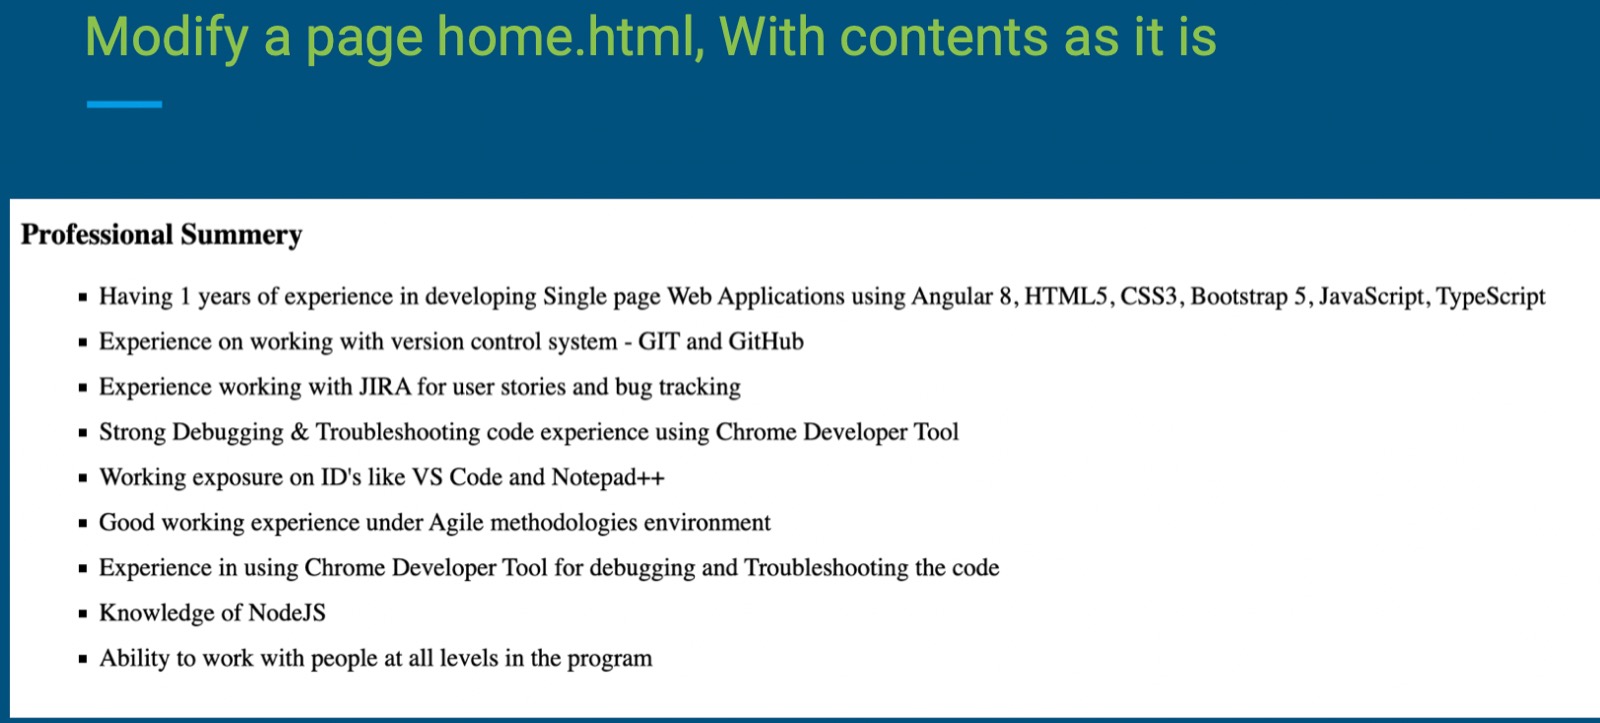 Modify a page home.html, With contents as it is
Professional Summery
▪ Having 1 years of experience in developing Single page Web Applications using Angular 8, HTML5, CSS3, Bootstrap 5, JavaScript, TypeScript
▪ Experience on working with version control system - GIT and GitHub
▪ Experience working with JIRA for user stories and bug tracking
▪ Strong Debugging & Troubleshooting code experience using Chrome Developer Tool
▪ Working exposure on ID's like VS Code and Notepad++
▪ Good working experience under Agile methodologies environment
▪ Experience in using Chrome Developer Tool for debugging and Troubleshooting the code
▪ Knowledge of NodeJS
▪ Ability to work with people at all levels in the program